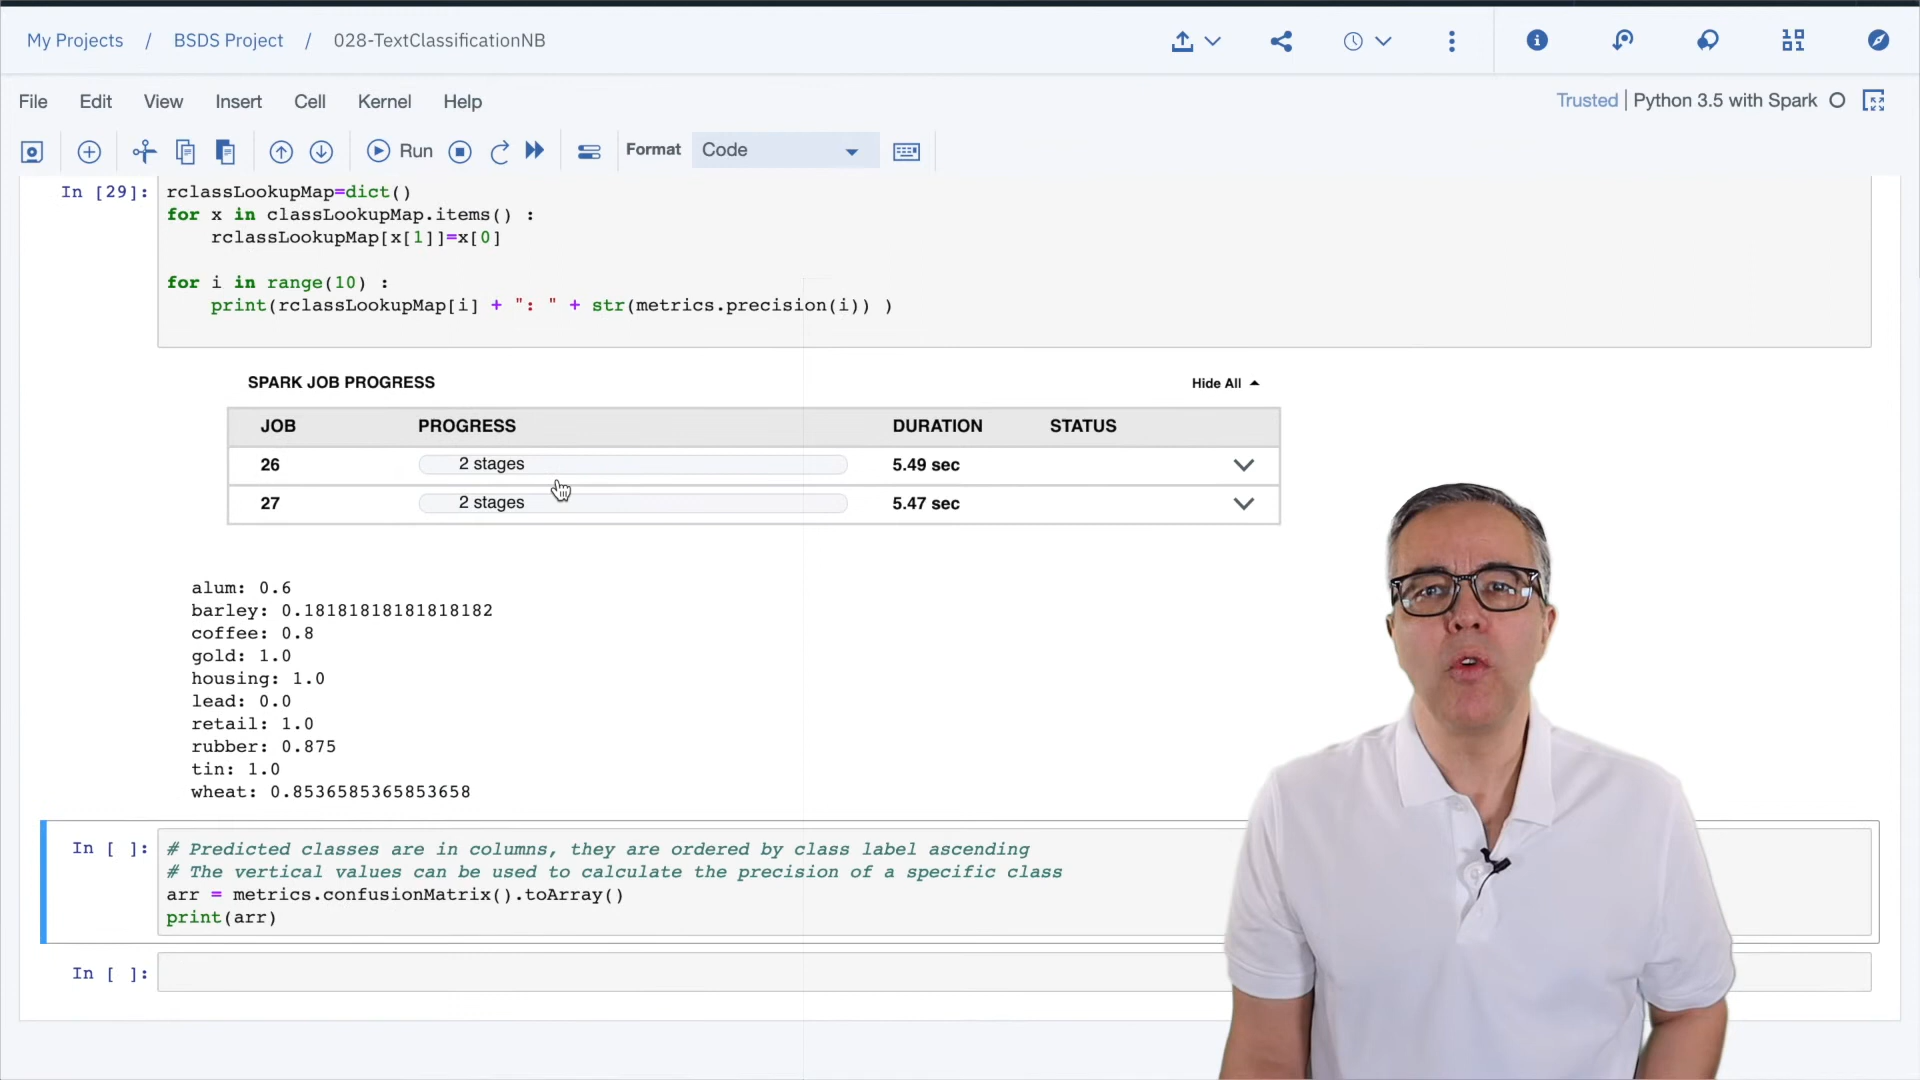 My Projects / BSDS Project / 028-TextClassificationNB
File Edit View Insert Cell Kernel Help
Trusted | Python 3.5 with Spark
Run
Format Code
In [29]: rclassLookupMap=dict()
for x in classLookupMap.items() :
rclassLookupMap[x[1]]=x[0]
for i in range(10) :
print(rclassLookupMap[i] + ": " + str(metrics.precision(i)) )
SPARK JOB PROGRESS
Hide All
JOB PROGRESS DURATION STATUS
26 2 stages 5.49 sec
27 2 stages 5.47 sec
alum: 0.6
barley: 0.18181818181818182
coffee: 0.8
gold: 1.0
housing: 1.0
lead: 0.0
retail: 1.0
rubber: 0.875
tin: 1.0
wheat: 0.8536585365853658
In [ ]: # Predicted classes are in columns, they are ordered by class label ascending
# The vertical values can be used to calculate the precision of a specific class
arr = metrics.confusionMatrix().toArray()
print(arr)
In [ ]: